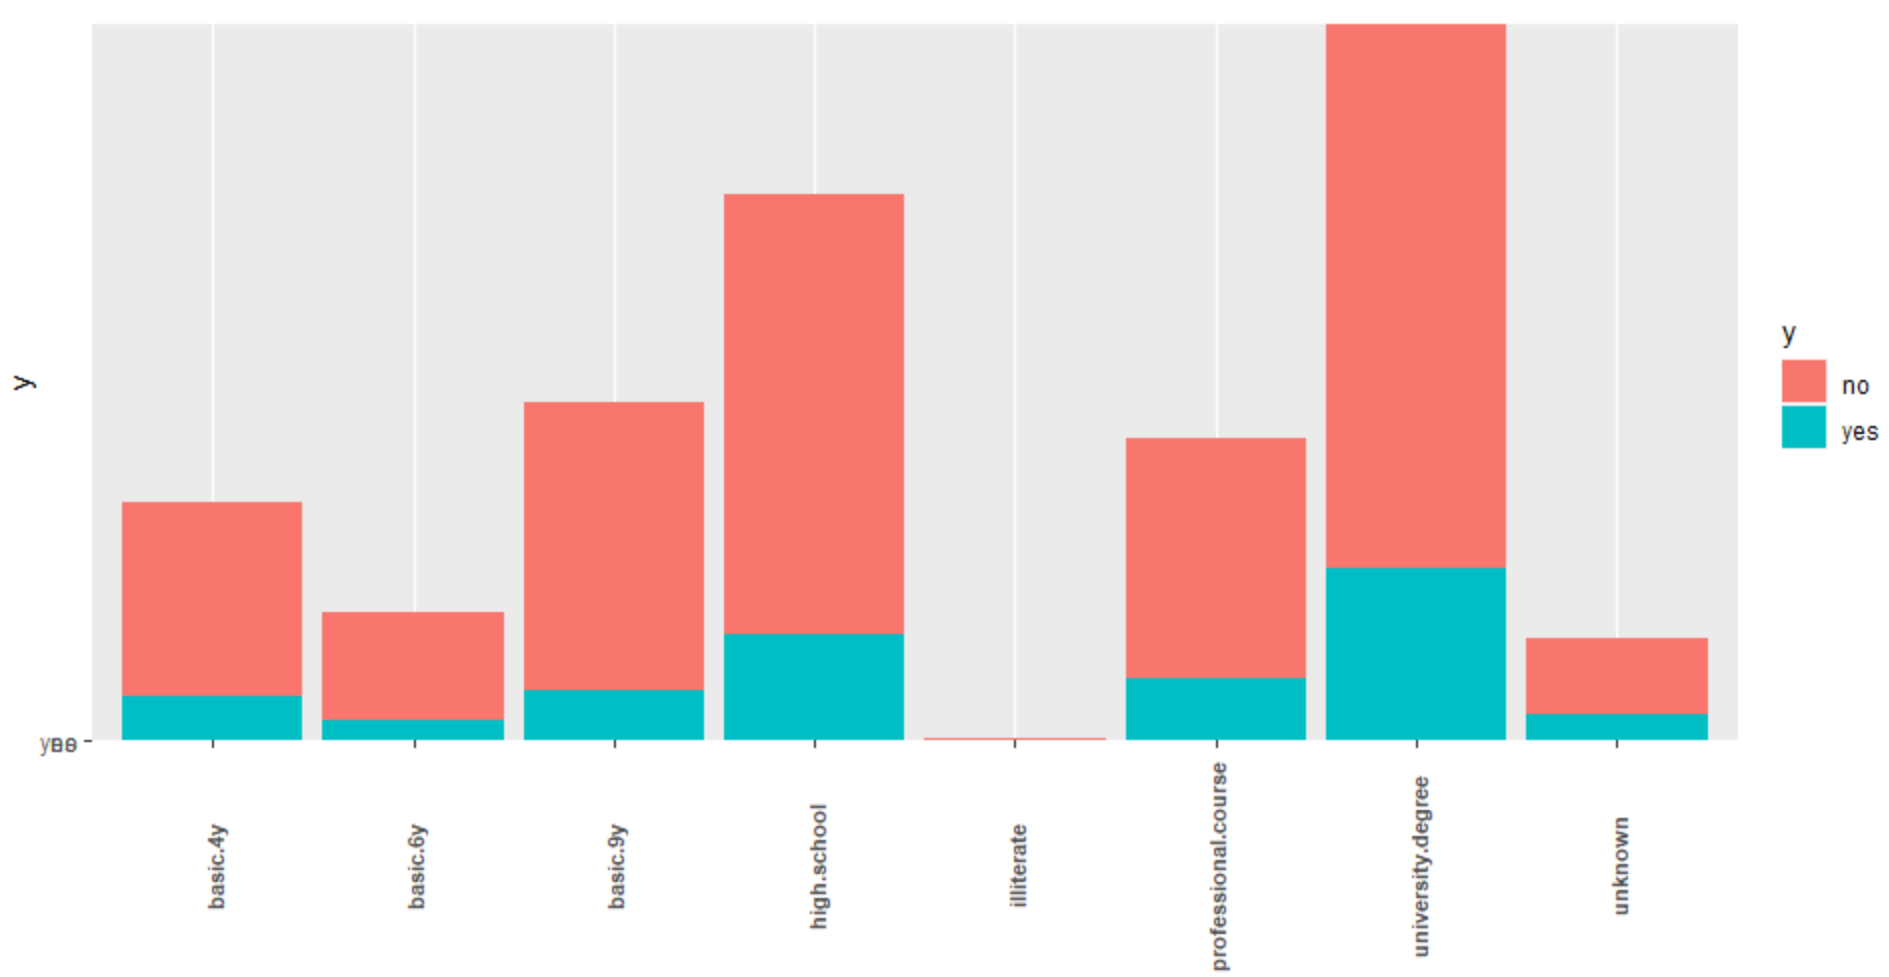 y
y
no
yes
basic.4y
basic.6y
basic.9y
high.school
illiterate
professional.course
university.degree
unknown